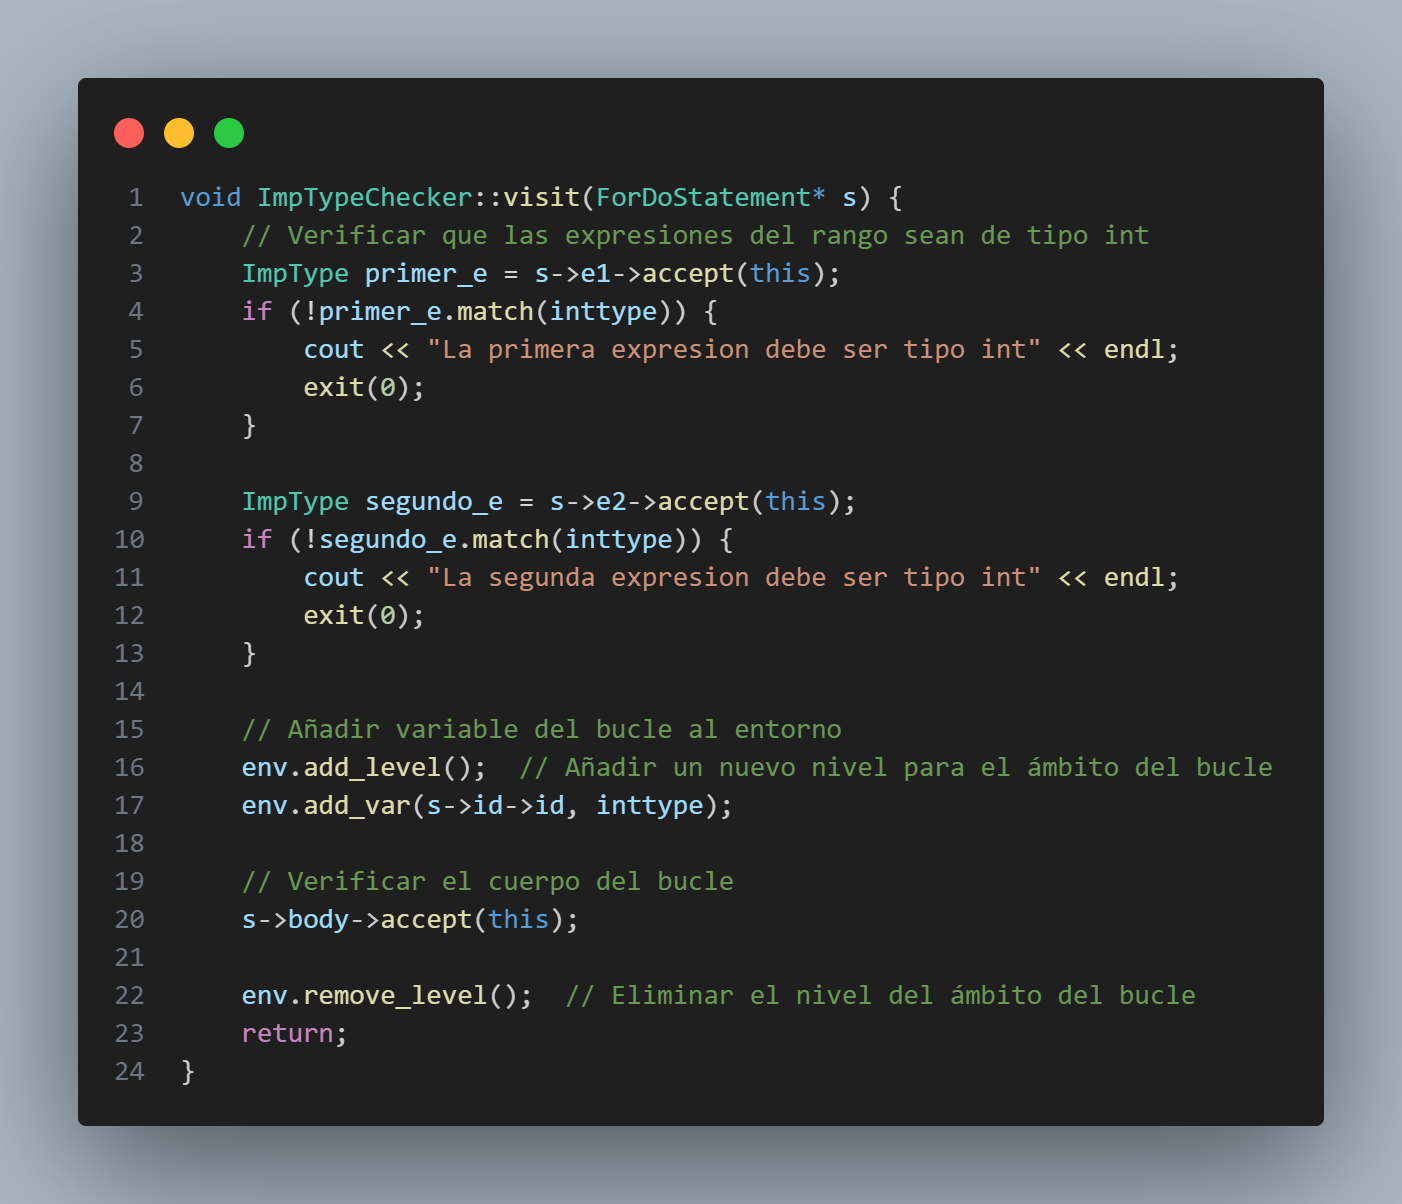 1 void ImpTypeChecker::visit(ForDoStatement* s) {
2 // Verificar que las expresiones del rango sean de tipo int
3 ImpType primer_e = s->e1->accept(this);
4 if (!primer_e.match(inttype)) {
5 cout << "La primera expresion debe ser tipo int" << endl;
6 exit(0);
7 }
8
9 ImpType segundo_e = s->e2->accept(this);
10 if (!segundo_e.match(inttype)) {
11 cout << "La segunda expresion debe ser tipo int" << endl;
12 exit(0);
13 }
14
15 // Añadir variable del bucle al entorno
16 env.add_level();  // Añadir un nuevo nivel para el ámbito del bucle
17 env.add_var(s->id->id, inttype);
18
19 // Verificar el cuerpo del bucle
20 s->body->accept(this);
21
22 env.remove_level();  // Eliminar el nivel del ámbito del bucle
23 return;
24 }